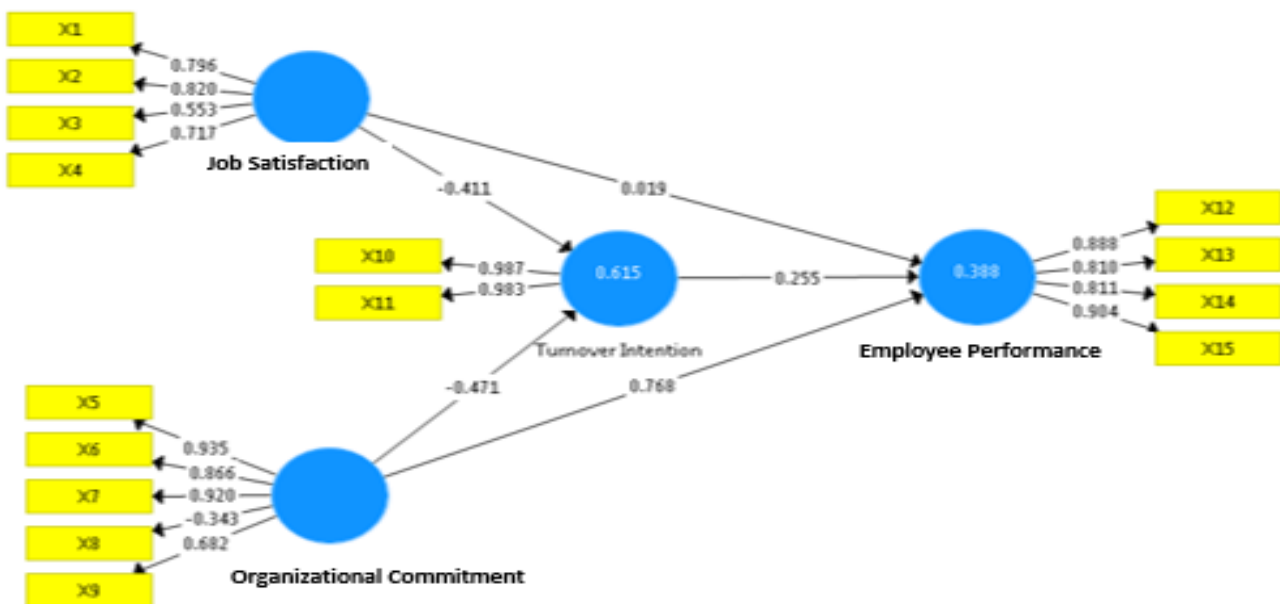 X1
0.796
X2
0.820
X3
0.553
X4
0.717
Job Satisfaction
-0.411
0.019
X10
0.987
X11
0.983
0.615
Turnover Intention
0.255
0.388
Employee Performance
X12
0.888
X13
0.810
X14
0.811
X15
0.904
-0.471
0.768
X5
0.935
X6
0.866
X7
0.920
X8
-0.343
X9
0.682
Organizational Commitment